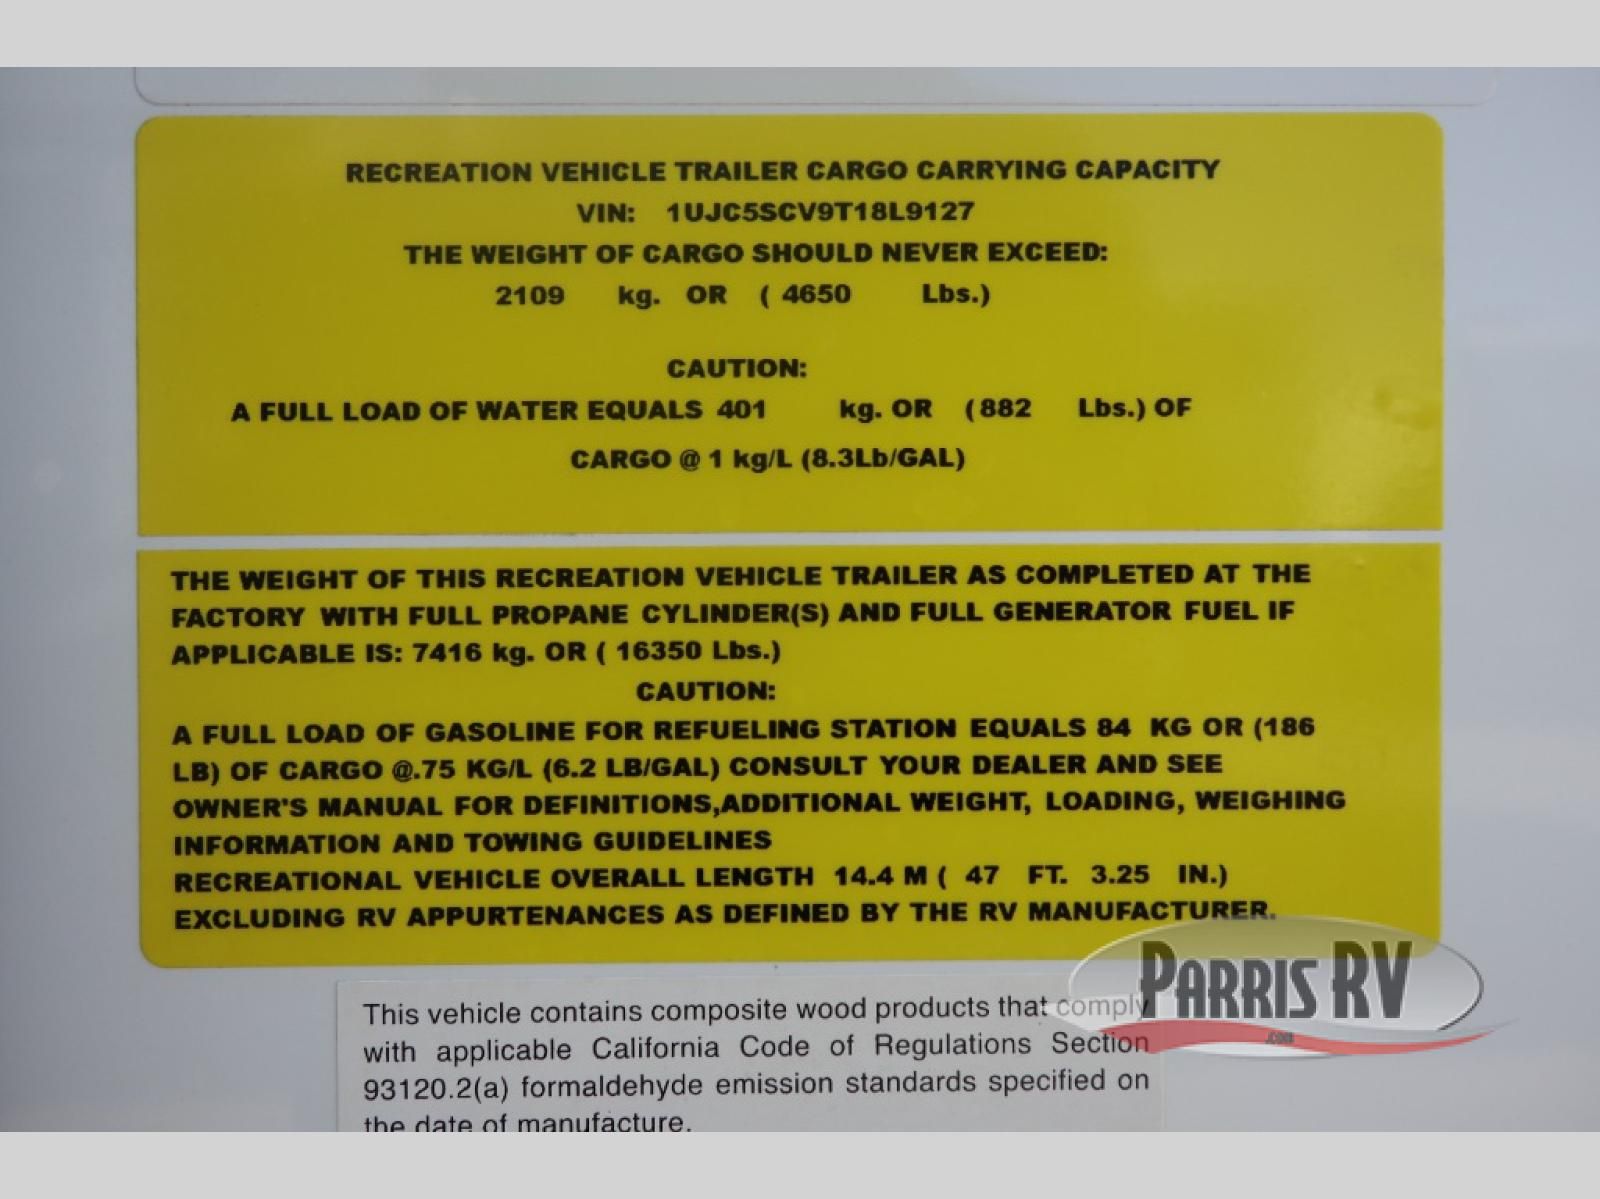 RECREATION VEHICLE TRAILER CARGO CARRYING CAPACITY
VIN: 1UJC5SCV9T18L9127
THE WEIGHT OF CARGO SHOULD NEVER EXCEED:
2109 kg. OR ( 4650 Lbs.)
CAUTION:
A FULL LOAD OF WATER EQUALS 401 kg. OR (882 Lbs.) OF
CARGO @ 1 kg/L (8.3Lb/GAL)
THE WEIGHT OF THIS RECREATION VEHICLE TRAILER AS COMPLETED AT THE
FACTORY WITH FULL PROPANE CYLINDER(S) AND FULL GENERATOR FUEL IF
APPLICABLE IS: 7416 kg. OR ( 16350 Lbs.)
CAUTION:
A FULL LOAD OF GASOLINE FOR REFUELING STATION EQUALS 84 KG OR (186
LB) OF CARGO @.75 KG/L (6.2 LB/GAL) CONSULT YOUR DEALER AND SEE
OWNER'S MANUAL FOR DEFINITIONS,ADDITIONAL WEIGHT, LOADING, WEIGHING
INFORMATION AND TOWING GUIDELINES
RECREATIONAL VEHICLE OVERALL LENGTH 14.4 M ( 47 FT. 3.25 IN.)
EXCLUDING RV APPURTENANCES AS DEFINED BY THE RV MANUFACTURER.
PARRIS RV
.COM
This vehicle contains composite wood products that comply
with applicable California Code of Regulations Section
93120.2(a) formaldehyde emission standards specified on
the date of manufacture.